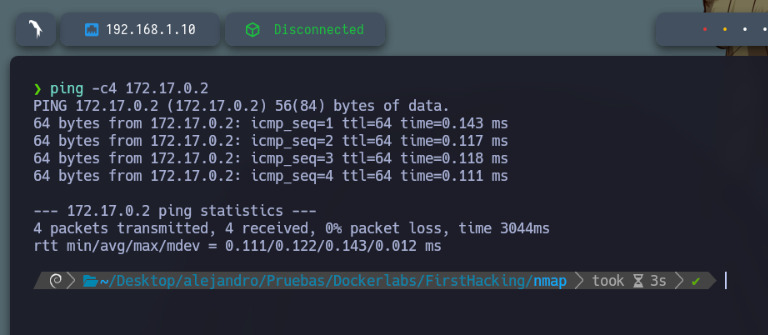 192.168.1.10
Disconnected
❯ ping -c4 172.17.0.2
PING 172.17.0.2 (172.17.0.2) 56(84) bytes of data.
64 bytes from 172.17.0.2: icmp_seq=1 ttl=64 time=0.143 ms
64 bytes from 172.17.0.2: icmp_seq=2 ttl=64 time=0.117 ms
64 bytes from 172.17.0.2: icmp_seq=3 ttl=64 time=0.118 ms
64 bytes from 172.17.0.2: icmp_seq=4 ttl=64 time=0.111 ms
--- 172.17.0.2 ping statistics ---
4 packets transmitted, 4 received, 0% packet loss, time 3044ms
rtt min/avg/max/mdev = 0.111/0.122/0.143/0.012 ms
~/Desktop/alejandro/Pruebas/Dockerlabs/FirstHacking/nmap took 3s ✔